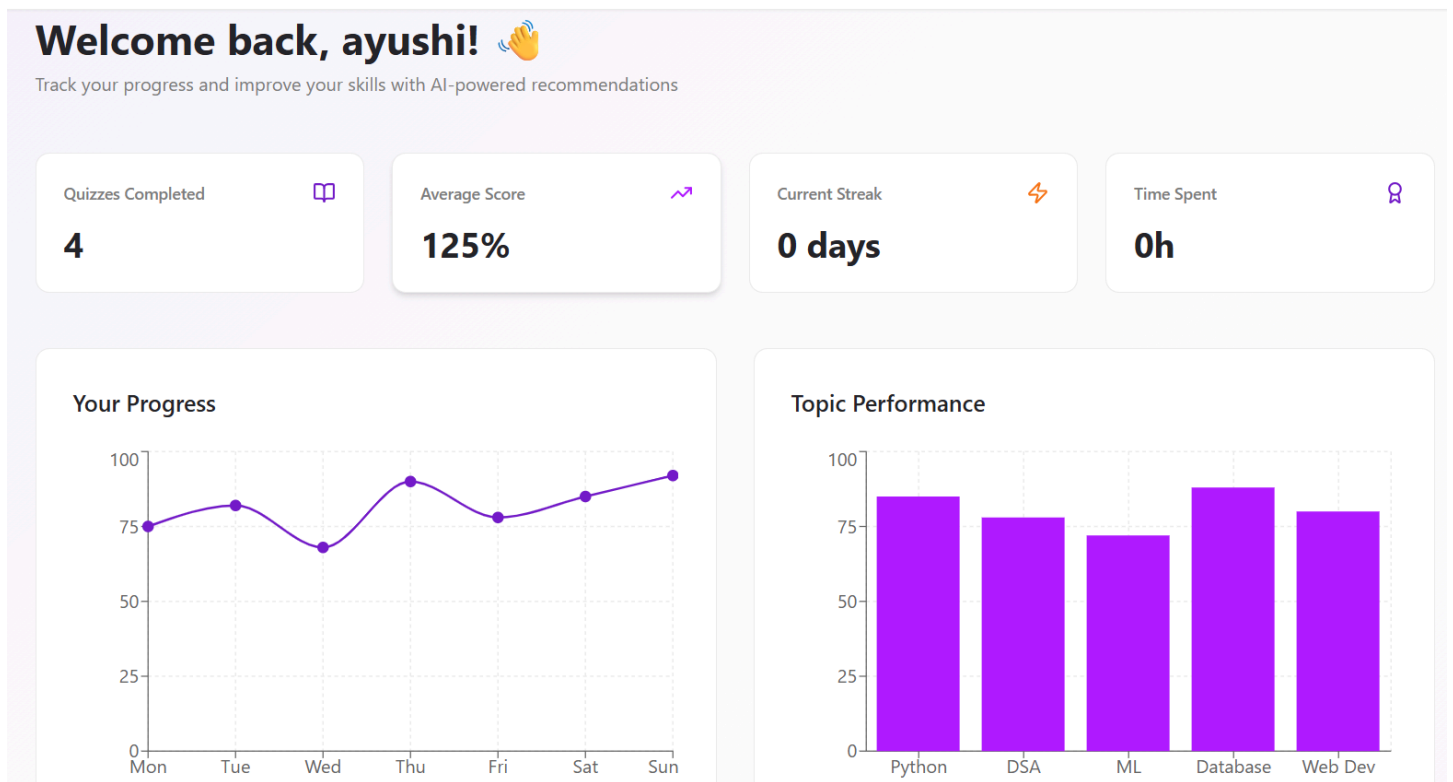 Welcome back, ayushi! 👋
Track your progress and improve your skills with AI-powered recommendations
Quizzes Completed
4
Average Score
125%
Current Streak
0 days
Time Spent
0h
Your Progress
100
75
50
25
0
Mon Tue Wed Thu Fri Sat Sun
Topic Performance
100
75
50
25
0
Python DSA ML Database Web Dev